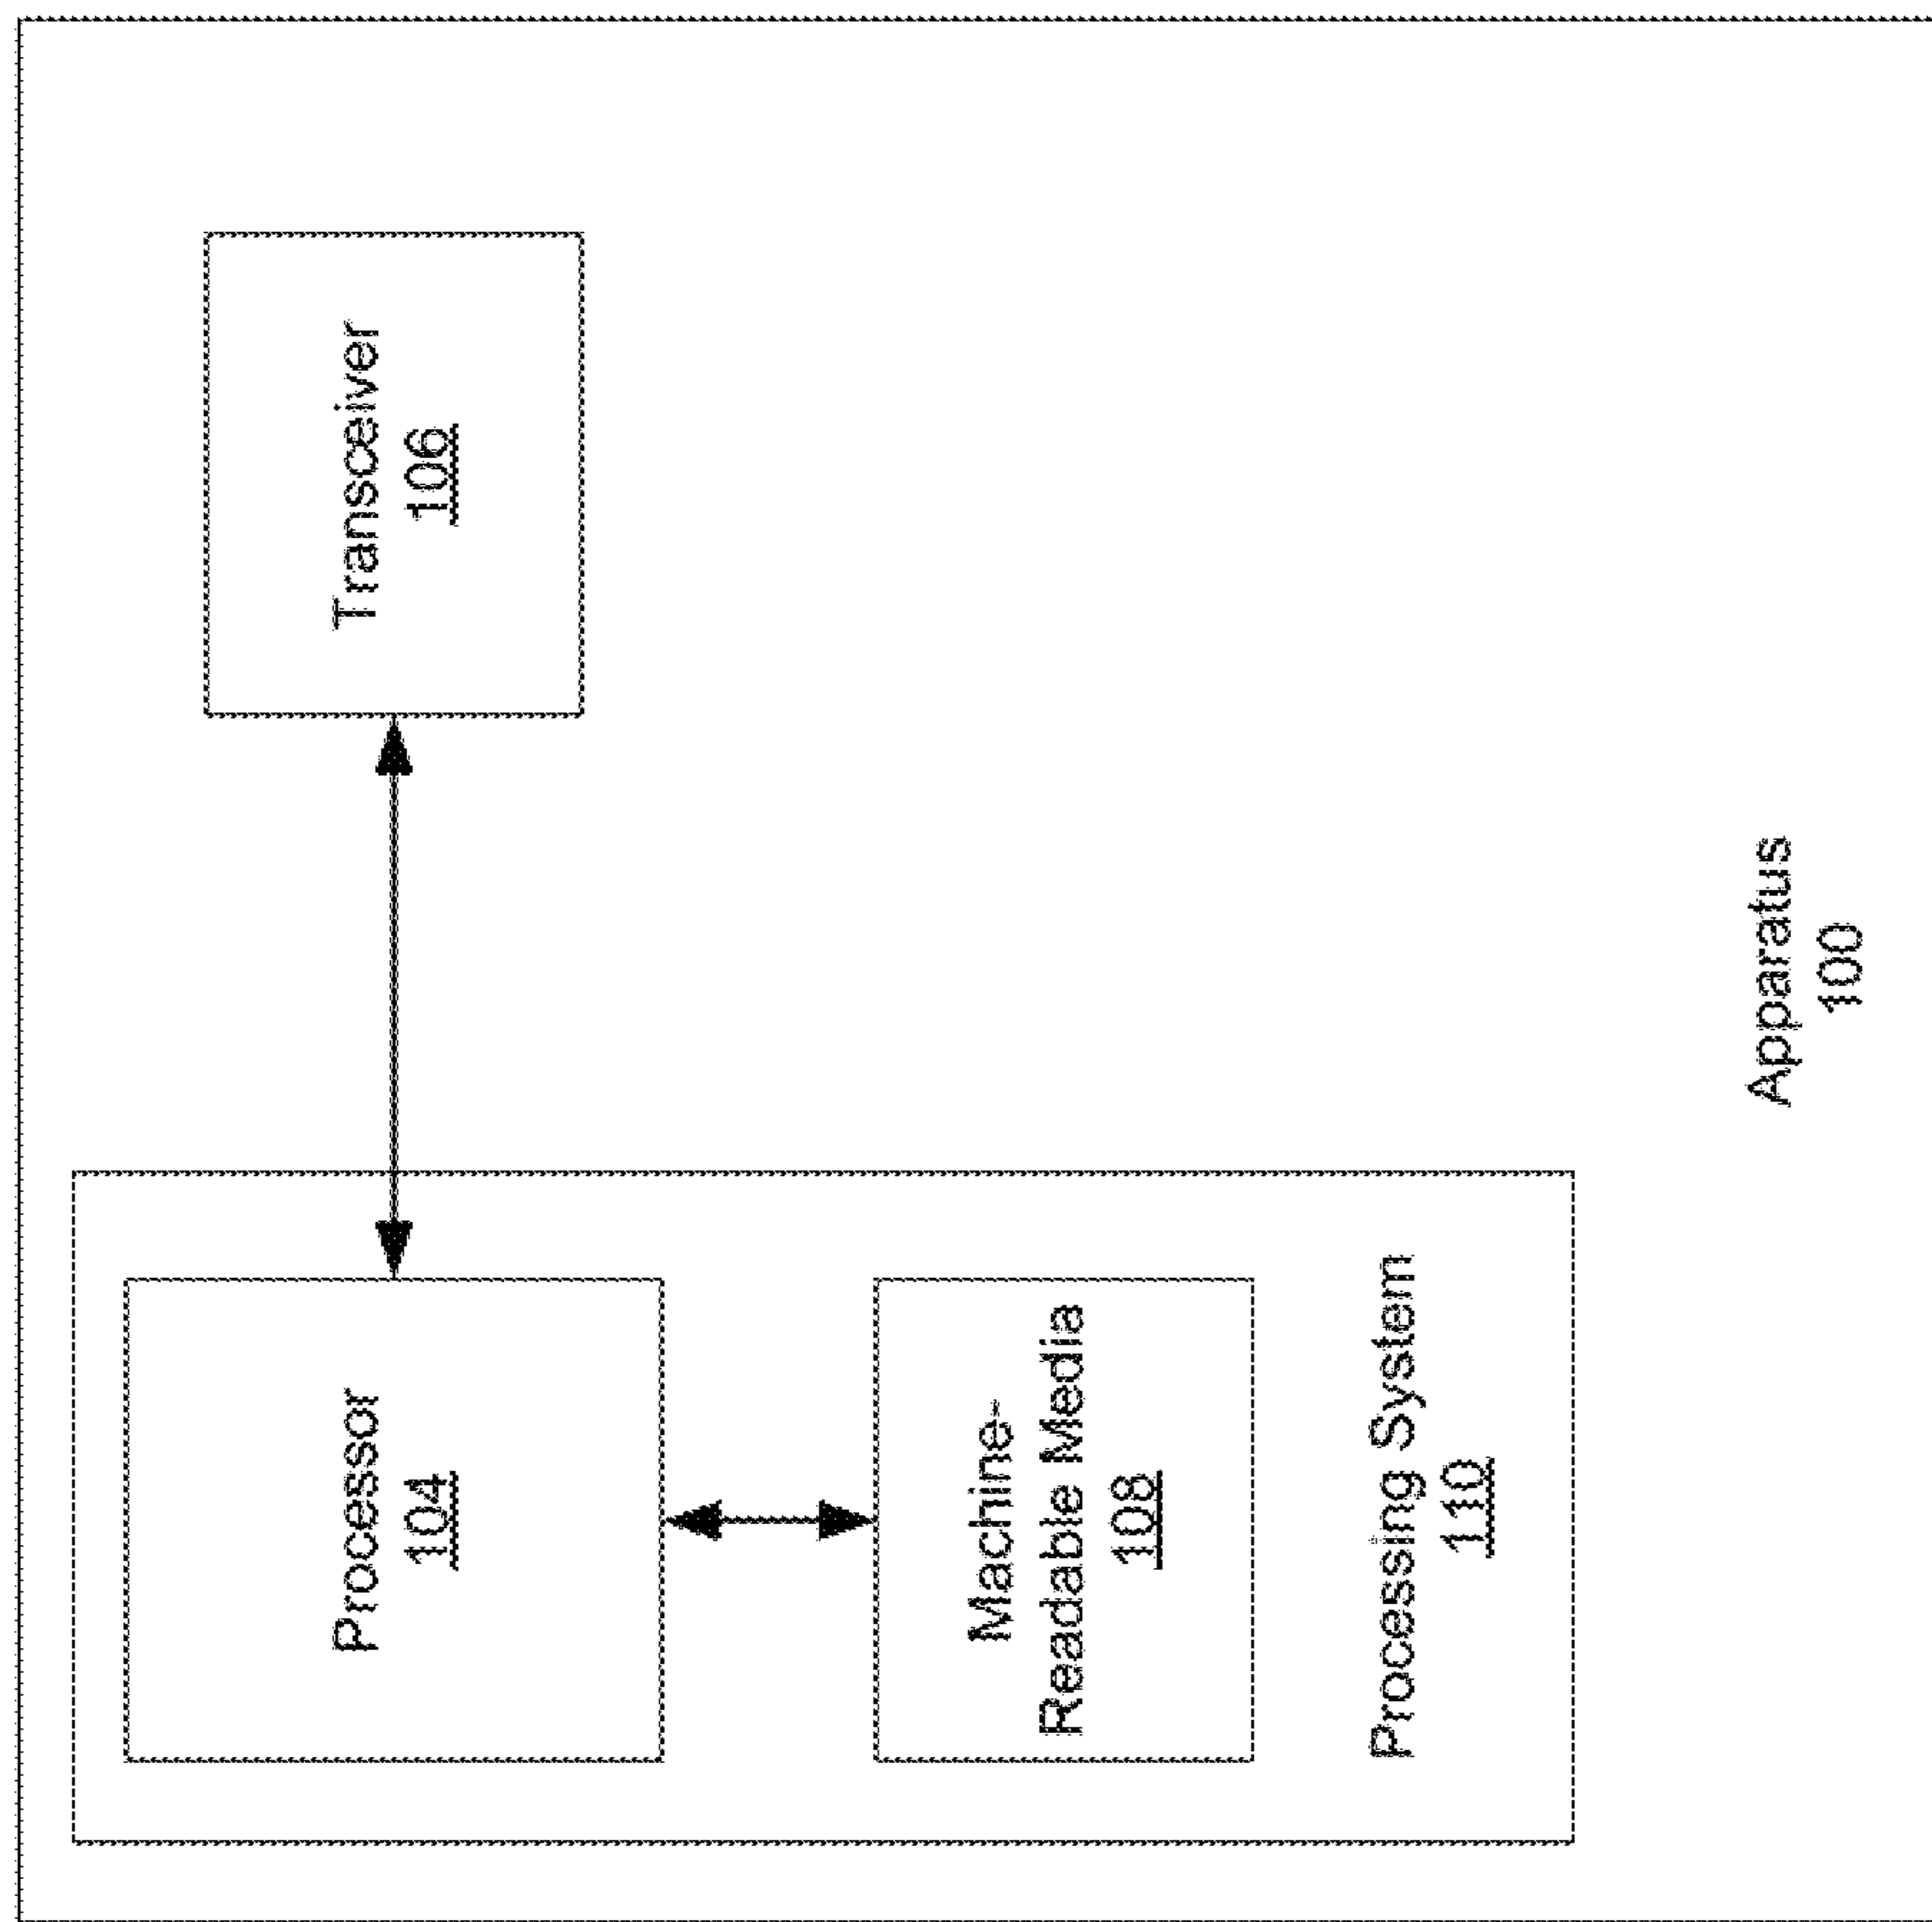 Processor
104
Transceiver
106
Machine-
Readable Media
108
Processing System
110
Apparatus
100